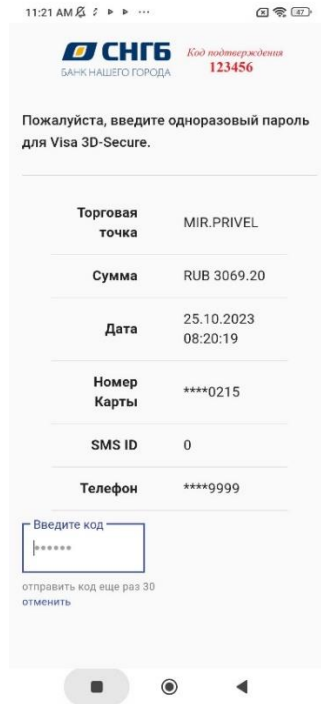 11:21 AM
47
СНГБ
БАНК НАШЕГО ГОРОДА
Код подтверждения
123456
Пожалуйста, введите одноразовый пароль
для Visa 3D-Secure.
Торговая
точка
MIR.PRIVEL
Сумма
RUB 3069.20
Дата
25.10.2023
08:20:19
Номер
Карты
****0215
SMS ID
0
Телефон
****9999
Введите код
••••••
отправить код еще раз 30
отменить